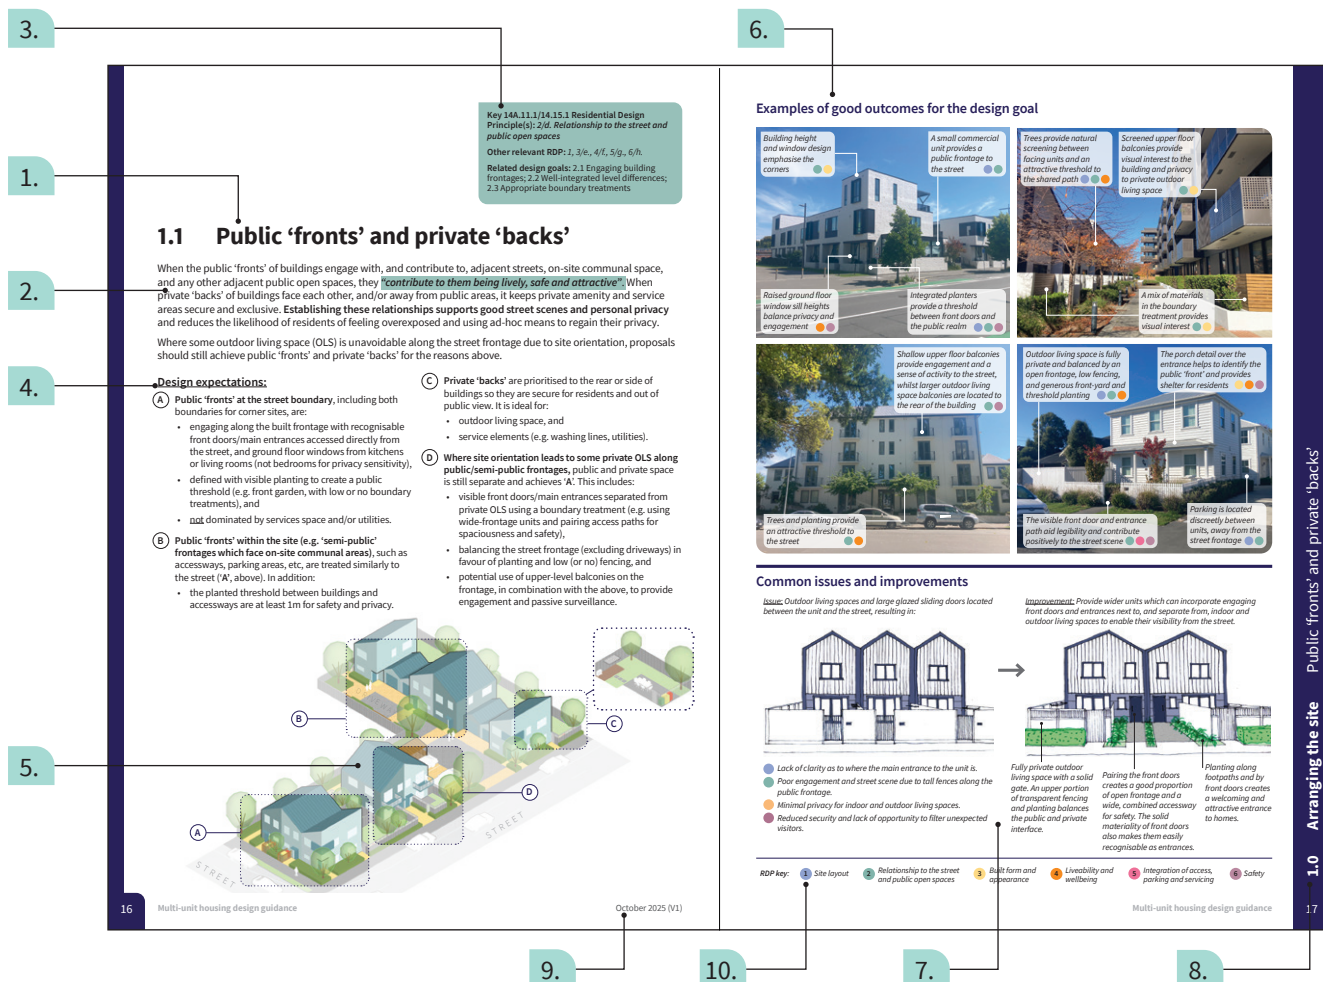 3.
6.
1.
2.
4.
5.
Key 14A.11.1/14.15.1 Residential Design
Principle(s): 2/d. Relationship to the street and
public open spaces
Other relevant RDP: 1, 3/e., 4/f., 5/g., 6/h.
Related design goals: 2.1 Engaging building
frontages; 2.2 Well-integrated level differences;
2.3 Appropriate boundary treatments
1.1 Public ‘fronts’ and private ‘backs’
When the public ‘fronts’ of buildings engage with, and contribute to, adjacent streets, on-site communal space,
and any other adjacent public open spaces, they “contribute to them being lively, safe and attractive”. When
private ‘backs’ of buildings face each other, and/or away from public areas, it keeps private amenity and service
areas secure and exclusive. Establishing these relationships supports good street scenes and personal privacy
and reduces the likelihood of residents of feeling overexposed and using ad-hoc means to regain their privacy.
Where some outdoor living space (OLS) is unavoidable along the street frontage due to site orientation, proposals
should still achieve public ‘fronts’ and private ‘backs’ for the reasons above.
Design expectations:
A Public ‘fronts’ at the street boundary, including both
boundaries for corner sites, are:
• engaging along the built frontage with recognisable
front doors/main entrances accessed directly from
the street, and ground floor windows from kitchens
or living rooms (not bedrooms for privacy sensitivity),
• defined with visible planting to create a public
threshold (e.g. front garden, with low or no boundary
treatments), and
• not dominated by services space and/or utilities.
B Public ‘fronts’ within the site (e.g. ‘semi-public’
frontages which face on-site communal areas), such as
accessways, parking areas, etc, are treated similarly to
the street (‘A’, above). In addition:
• the planted threshold between buildings and
accessways are at least 1m for safety and privacy.
C Private ‘backs’ are prioritised to the rear or side of
buildings so they are secure for residents and out of
public view. It is ideal for:
• outdoor living space, and
• service elements (e.g. washing lines, utilities).
D Where site orientation leads to some private OLS along
public/semi-public frontages, public and private space
is still separate and achieves ‘A’. This includes:
• visible front doors/main entrances separated from
private OLS using a boundary treatment (e.g. using
wide-frontage units and pairing access paths for
spaciousness and safety),
• balancing the street frontage (excluding driveways) in
favour of planting and low (or no) fencing, and
• potential use of upper-level balconies on the
frontage, in combination with the above, to provide
engagement and passive surveillance.
B
C
D
A
STREET
STREET
16
Multi-unit housing design guidance
October 2025 (V1)
Examples of good outcomes for the design goal
Building height
and window design
emphasise the
corners
A small commercial
unit provides a
public frontage to
the street
Raised ground floor
window sill heights
balance privacy and
engagement
Integrated planters
provide a threshold
between front doors and
the public realm
Trees provide natural
screening between
facing units and an
attractive threshold to
the shared path
Screened upper floor
balconies provide
visual interest to the
building and privacy
to private outdoor
living space
A mix of materials
in the boundary
treatment provides
visual interest
Shallow upper floor balconies
provide engagement and a
sense of activity to the street,
whilst larger outdoor living
space balconies are located to
the rear of the building
Trees and planting provide
an attractive threshold to
the street
Outdoor living space is fully
private and balanced by an
open frontage, low fencing,
and generous front-yard and
threshold planting
The porch detail over the
entrance helps to identify the
public ‘front’ and provides
shelter for residents
The visible front door and entrance
path aid legibility and contribute
positively to the street scene
Parking is located
discreetly between
units, away from the
street frontage
Common issues and improvements
Issue: Outdoor living spaces and large glazed sliding doors located
between the unit and the street, resulting in:
Improvement: Provide wider units which can incorporate engaging
front doors and entrances next to, and separate from, indoor and
outdoor living spaces to enable their visibility from the street.
Lack of clarity as to where the main entrance to the unit is.
Poor engagement and street scene due to tall fences along the
public frontage.
Minimal privacy for indoor and outdoor living spaces.
Reduced security and lack of opportunity to filter unexpected
visitors.
Fully private outdoor
living space with a solid
gate. An upper portion
of transparent fencing
and planting balances
the public and private
interface.
Pairing the front doors
creates a good proportion
of open frontage and a
wide, combined accessway
for safety. The solid
materiality of front doors
also makes them easily
recognisable as entrances.
Planting along
footpaths and by
front doors creates
a welcoming and
attractive entrance
to homes.
RDP key: 1 Site layout 2 Relationship to the street
and public open spaces 3 Built form and
appearance 4 Liveability and
wellbeing 5 Integration of access,
parking and servicing 6 Safety
Multi-unit housing design guidance
17
1.0 Arranging the site Public ‘fronts’ and private ‘backs’
9.
10.
7.
8.